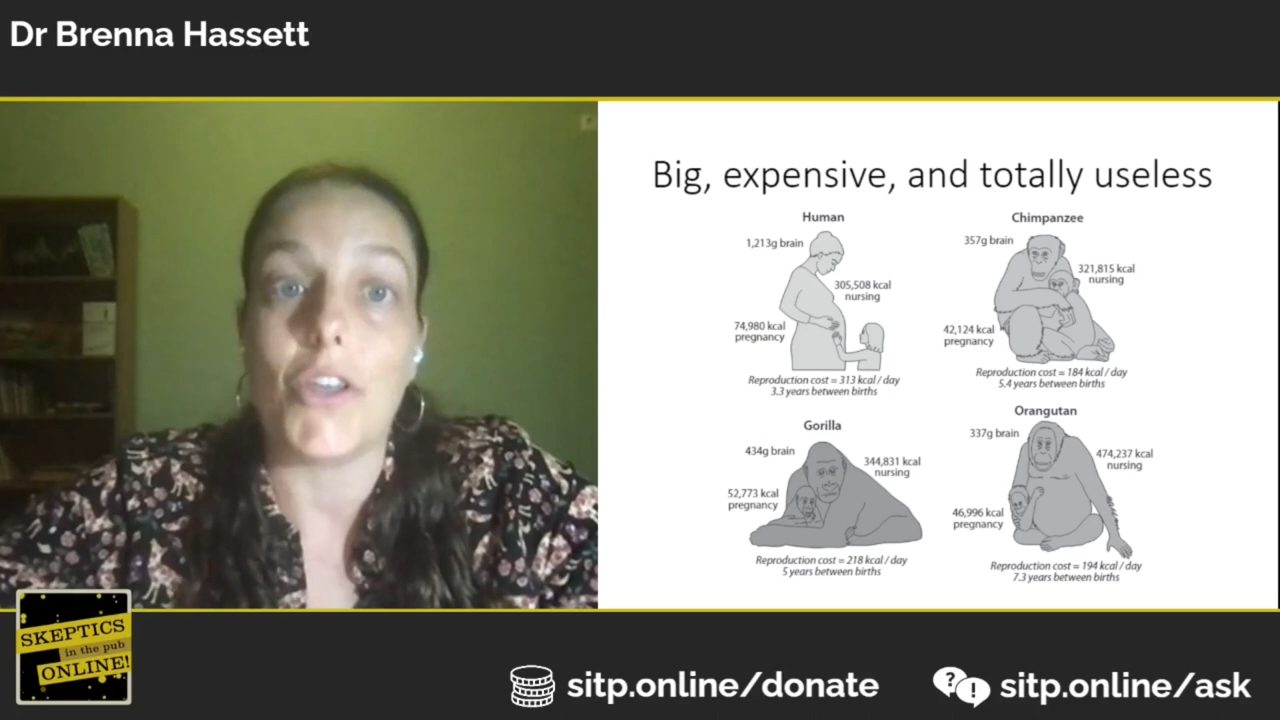 Dr Brenna Hassett
Big, expensive, and totally useless
Human
1,213g brain
305,508 kcal
nursing
74,980 kcal
pregnancy
Reproduction cost = 313 kcal / day
3.3 years between births
Chimpanzee
357g brain
321,815 kcal
nursing
42,124 kcal
pregnancy
Reproduction cost = 184 kcal / day
5.4 years between births
Gorilla
434g brain
344,831 kcal
nursing
52,773 kcal
pregnancy
Reproduction cost = 218 kcal / day
5 years between births
Orangutan
337g brain
474,237 kcal
nursing
46,996 kcal
pregnancy
Reproduction cost = 194 kcal / day
7.3 years between births
SKEPTICS
in the pub
ONLINE!
sitp.online/donate
sitp.online/ask